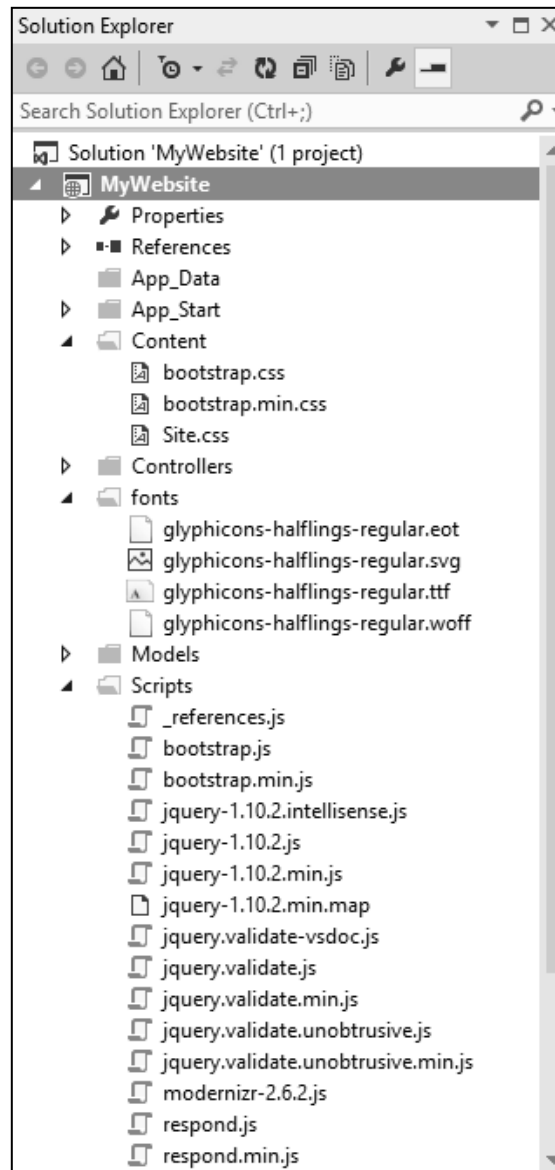 Solution Explorer
Search Solution Explorer (Ctrl+;)
Solution 'MyWebsite' (1 project)
MyWebsite
Properties
References
App_Data
App_Start
Content
bootstrap.css
bootstrap.min.css
Site.css
Controllers
fonts
glyphicons-halflings-regular.eot
glyphicons-halflings-regular.svg
glyphicons-halflings-regular.ttf
glyphicons-halflings-regular.woff
Models
Scripts
_references.js
bootstrap.js
bootstrap.min.js
jquery-1.10.2.intellisense.js
jquery-1.10.2.js
jquery-1.10.2.min.js
jquery-1.10.2.min.map
jquery.validate-vsdoc.js
jquery.validate.js
jquery.validate.min.js
jquery.validate.unobtrusive.js
jquery.validate.unobtrusive.min.js
modernizr-2.6.2.js
respond.js
respond.min.js